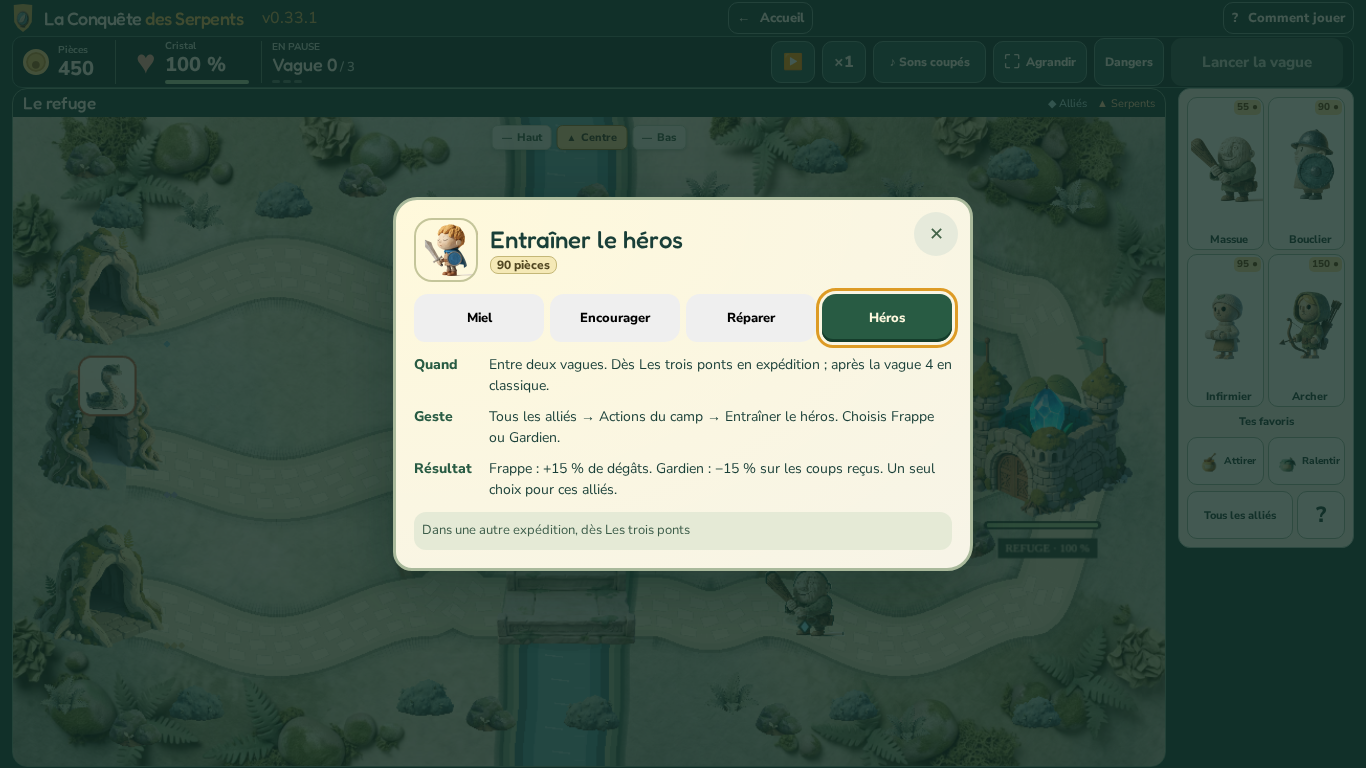 La Conquête des Serpents v0.33.1
← Accueil
? Comment jouer
Pièces
450
Cristal
100 %
EN PAUSE
Vague 0 / 3
×1
♪ Sons coupés
Agrandir
Dangers
Lancer la vague
Le refuge
◆ Alliés ▲ Serpents
— Haut
▲ Centre
— Bas
Entraîner le héros
90 pièces
×
Miel
Encourager
Réparer
Héros
Quand
Entre deux vagues. Dès Les trois ponts en expédition ; après la vague 4 en
classique.
Geste
Tous les alliés → Actions du camp → Entraîner le héros. Choisis Frappe
ou Gardien.
Résultat
Frappe : +15 % de dégâts. Gardien : −15 % sur les coups reçus. Un seul
choix pour ces alliés.
Dans une autre expédition, dès Les trois ponts
REFUGE · 100 %
55
90
Massue
Bouclier
95
150
Infirmier
Archer
Tes favoris
Attirer
Ralentir
Tous les alliés
?